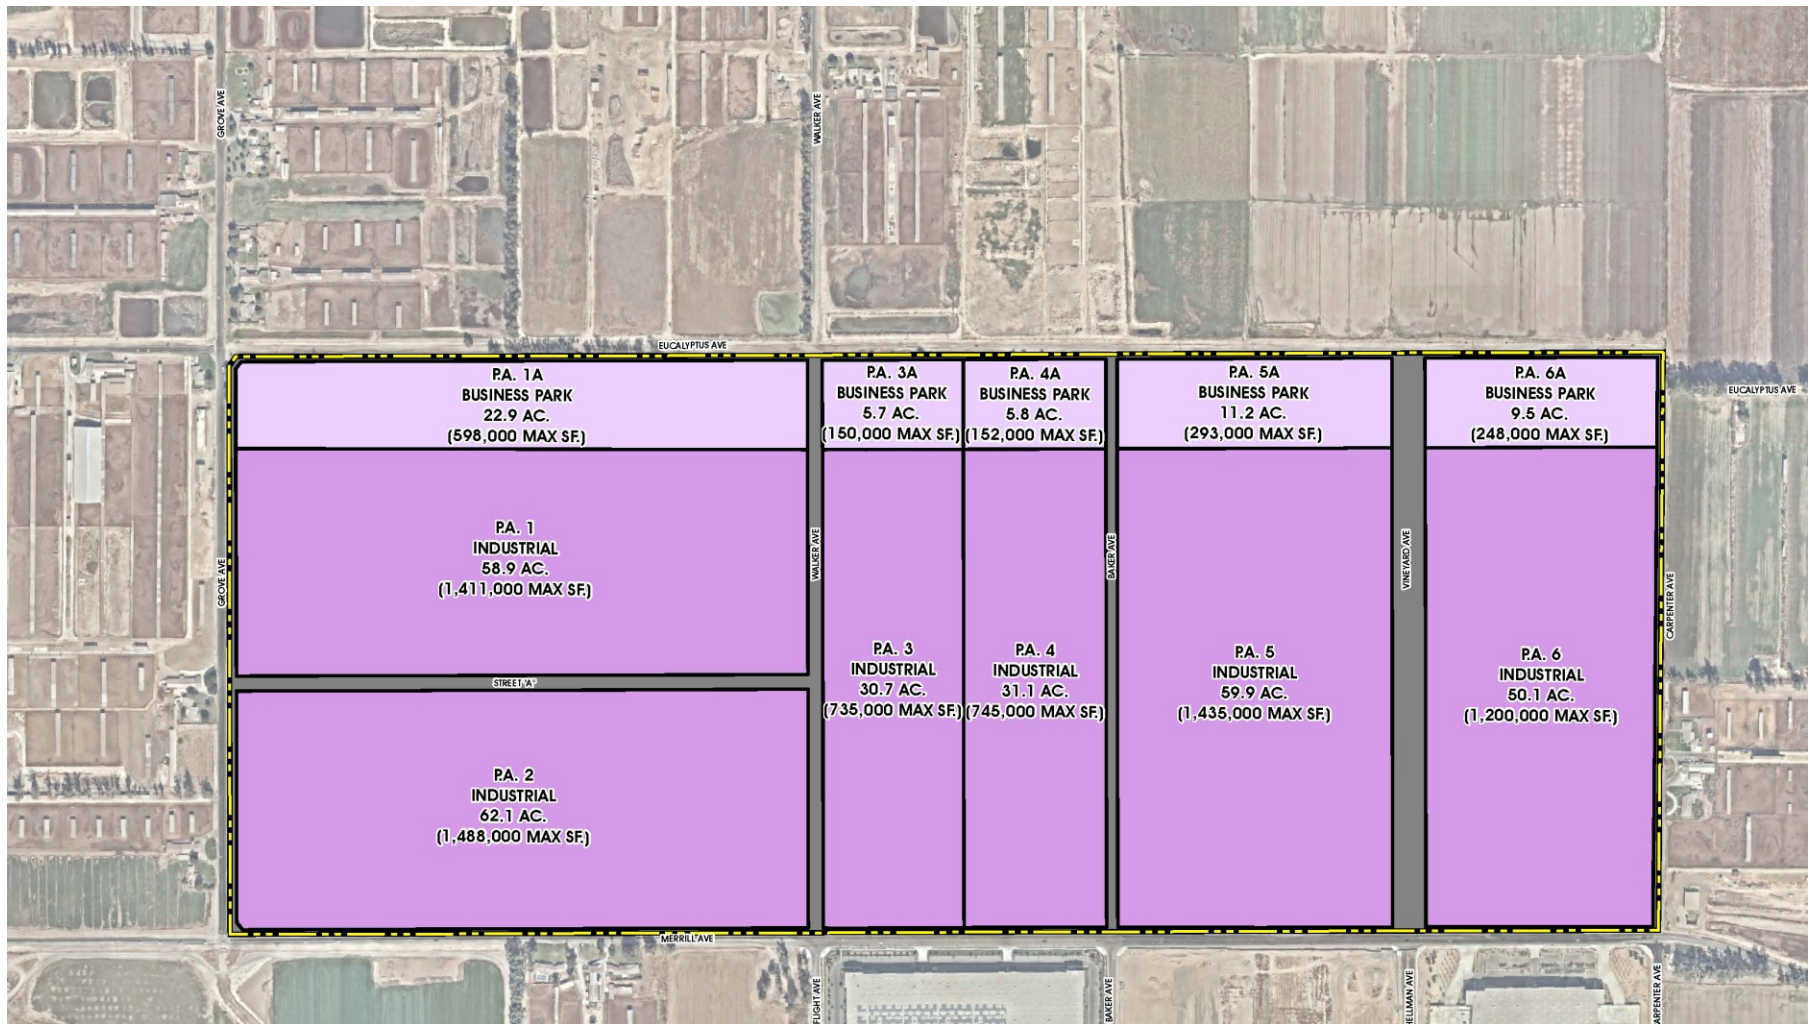 GROVE AVE
WALKER AVE
EUCALYPTUS AVE
EUCALYPTUS AVE
P.A. 1A
BUSINESS PARK
22.9 AC.
(598,000 MAX SF.)
P.A. 3A
BUSINESS PARK
5.7 AC.
(150,000 MAX SF.)
P.A. 4A
BUSINESS PARK
5.8 AC.
(152,000 MAX SF.)
P.A. 5A
BUSINESS PARK
11.2 AC.
(293,000 MAX SF.)
P.A. 6A
BUSINESS PARK
9.5 AC.
(248,000 MAX SF.)
P.A. 1
INDUSTRIAL
58.9 AC.
(1,411,000 MAX SF.)
GROVE AVE
WALKER AVE
BAKER AVE
VINEYARD AVE
CARPENTER AVE
P.A. 3
INDUSTRIAL
30.7 AC.
(735,000 MAX SF.)
P.A. 4
INDUSTRIAL
31.1 AC.
(745,000 MAX SF.)
P.A. 5
INDUSTRIAL
59.9 AC.
(1,435,000 MAX SF.)
P.A. 6
INDUSTRIAL
50.1 AC.
(1,200,000 MAX SF.)
STREET "A"
P.A. 2
INDUSTRIAL
62.1 AC.
(1,488,000 MAX SF.)
MERRILL AVE
FLIGHT AVE
BAKER AVE
HELLMAN AVE
CARPENTER AVE